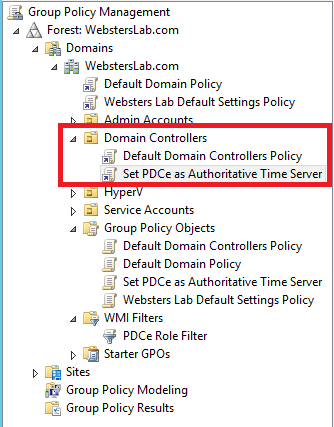 Group Policy Management
Forest: WebstersLab.com
Domains
WebstersLab.com
Default Domain Policy
Websters Lab Default Settings Policy
Admin Accounts
Domain Controllers
Default Domain Controllers Policy
Set PDCe as Authoritative Time Server
HyperV
Service Accounts
Group Policy Objects
Default Domain Controllers Policy
Default Domain Policy
Set PDCe as Authoritative Time Server
Websters Lab Default Settings Policy
WMI Filters
PDCe Role Filter
Starter GPOs
Sites
Group Policy Modeling
Group Policy Results